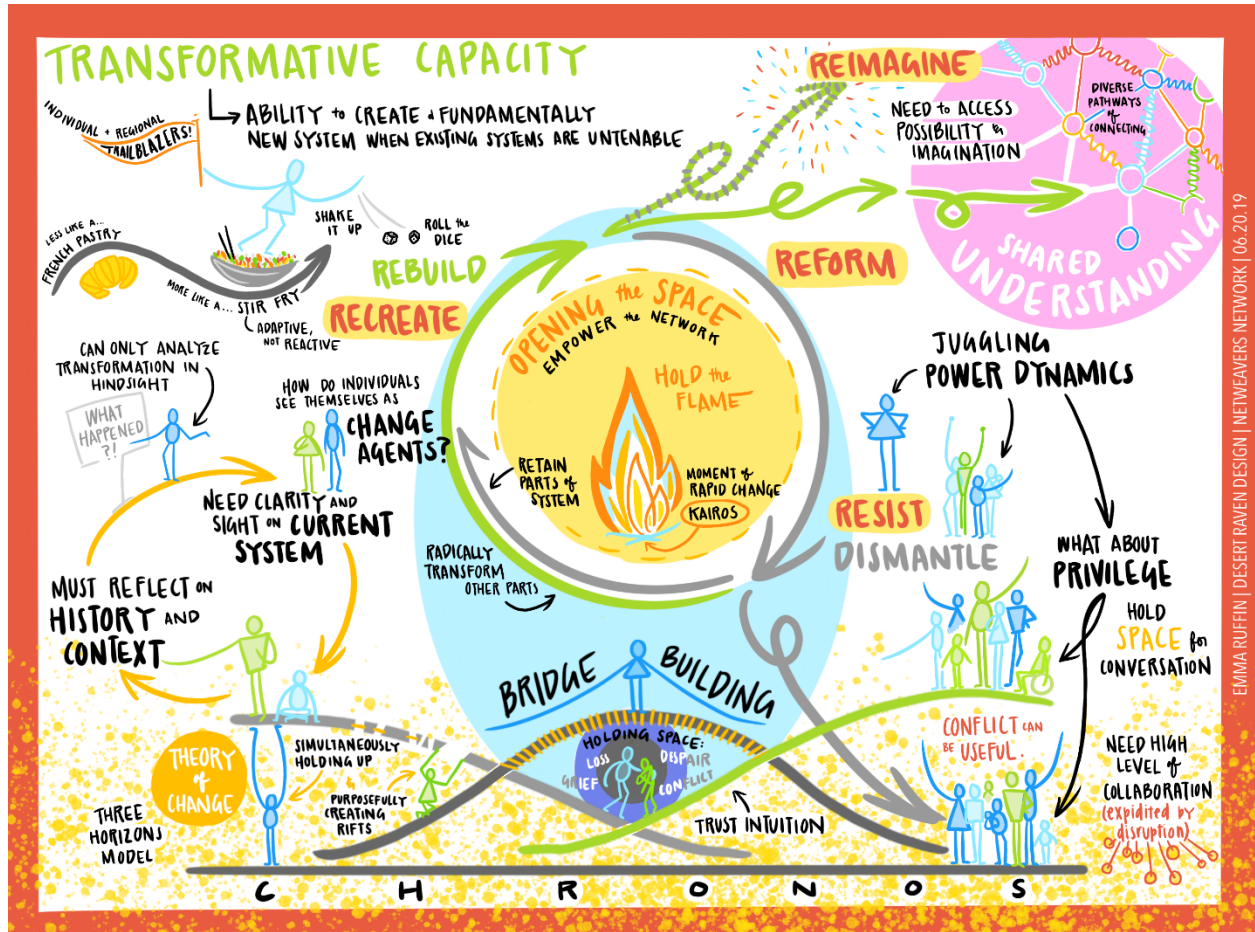 TRANSFORMATIVE CAPACITY
ABILITY to CREATE a FUNDAMENTALLY
NEW SYSTEM WHEN EXISTING SYSTEMS ARE UNTENABLE
INDIVIDUAL + REGIONAL
TRAILBLAZERS!
SHAKE
IT UP
ROLL the
DICE
LESS LIKE A...
FRENCH PASTRY
MORE LIKE A... STIR FRY
ADAPTIVE,
NOT REACTIVE
REBUILD
RECREATE
REIMAGINE
NEED to ACCESS
POSSIBILITY &
IMAGINATION
DIVERSE
PATHWAYS
of
CONNECTING
SHARED
UNDERSTANDING
REFORM
OPENING the SPACE
EMPOWER the NETWORK
HOLD the
FLAME
MOMENT of
RAPID CHANGE
KAIROS
RETAIN
PARTS of
SYSTEM
RADICALLY
TRANSFORM
OTHER PARTS
CAN ONLY ANALYZE
TRANSFORMATION IN
HINDSIGHT
WHAT
HAPPENED
?!
HOW DO INDIVIDUALS
SEE THEMSELVES AS
CHANGE
AGENTS?
NEED CLARITY AND
SIGHT ON CURRENT
SYSTEM
MUST REFLECT ON
HISTORY AND
CONTEXT
JUGGLING
POWER DYNAMICS
RESIST
DISMANTLE
WHAT ABOUT
PRIVILEGE
HOLD
SPACE for
CONVERSATION
BRIDGE BUILDING
HOLDING SPACE:
LOSS DESPAIR
GRIEF CONFLICT
TRUST INTUITION
CONFLICT CAN
BE USEFUL
NEED HIGH
LEVEL of
COLLABORATION
(expidited by
disruption)
THEORY
of
CHANGE
THREE
HORIZONS
MODEL
SIMULTANEOUSLY
HOLDING UP
PURPOSEFULLY
CREATING
RIFTS
CHRONOS
EMMA RUFFIN | DESERT RAVEN DESIGN | NETWEAVERS NETWORK | 06.20.19